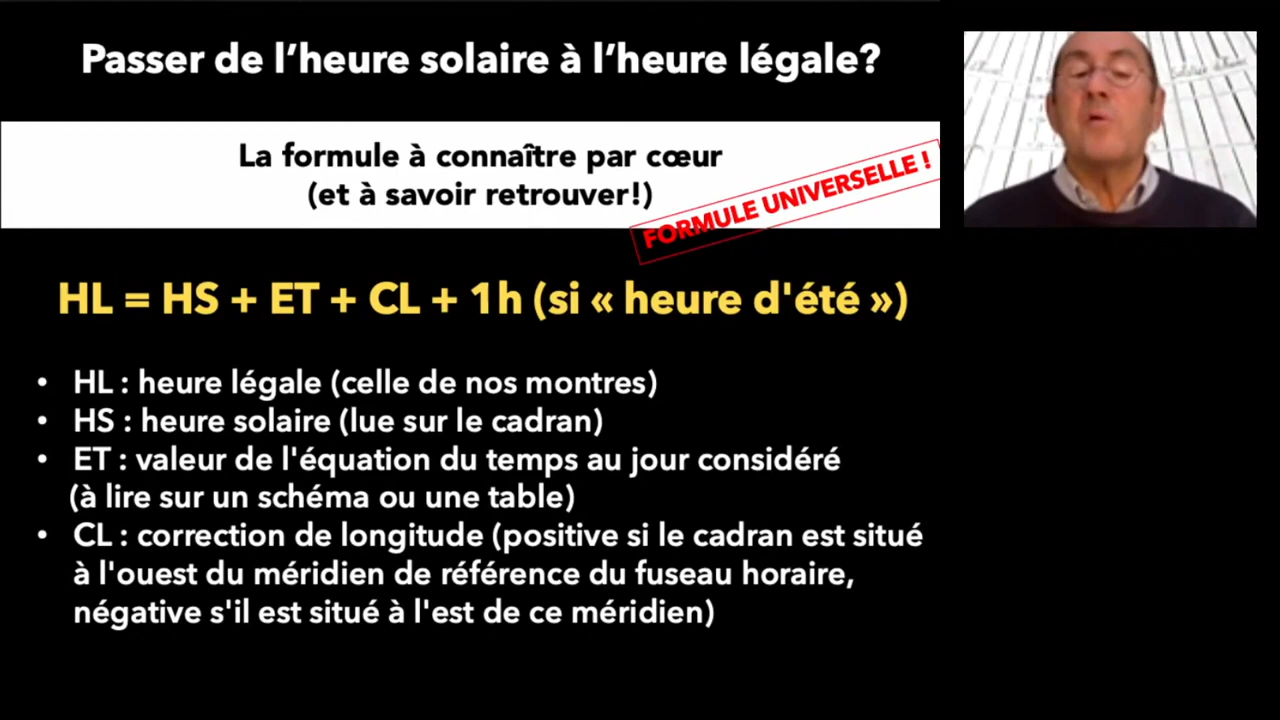 Passer de l’heure solaire à l’heure légale?
La formule à connaître par cœur
(et à savoir retrouver!)
FORMULE UNIVERSELLE !
HL = HS + ET + CL + 1h (si « heure d'été »)
• HL : heure légale (celle de nos montres)
• HS : heure solaire (lue sur le cadran)
• ET : valeur de l'équation du temps au jour considéré
(à lire sur un schéma ou une table)
• CL : correction de longitude (positive si le cadran est situé
à l'ouest du méridien de référence du fuseau horaire,
négative s'il est situé à l'est de ce méridien)